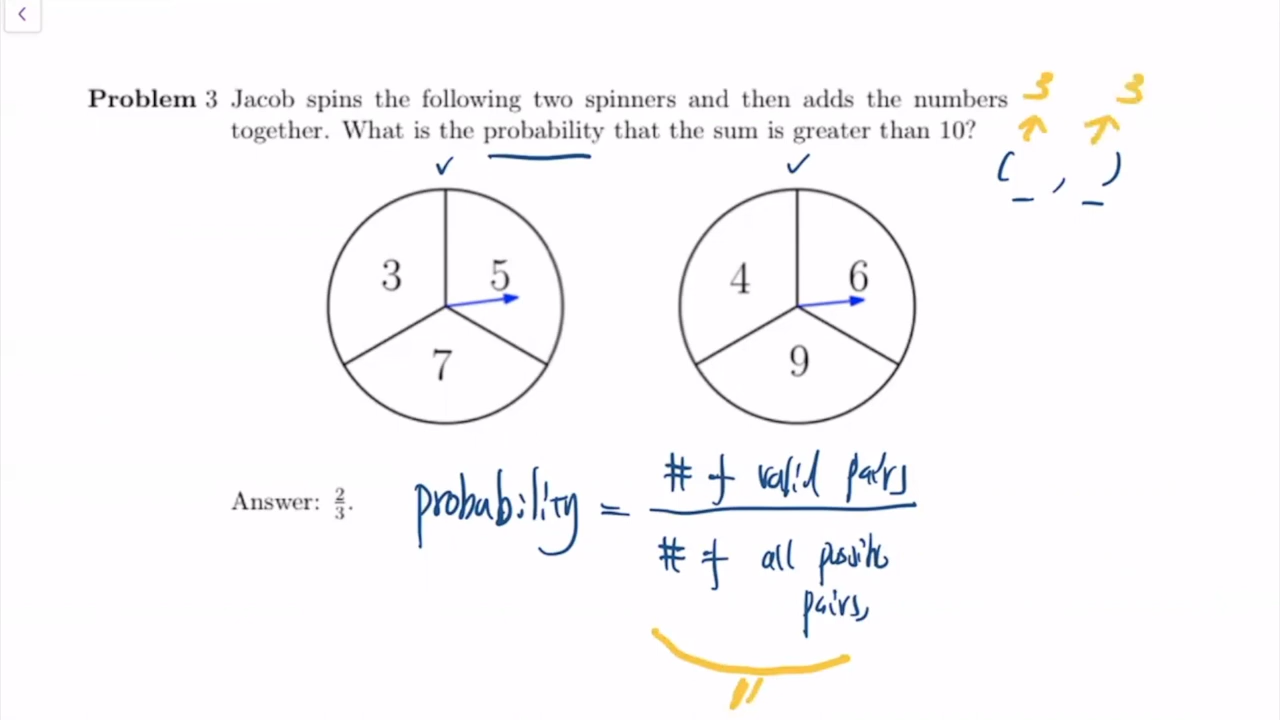 3 3
Problem 3 Jacob spins the following two spinners and then adds the numbers
together. What is the probability that the sum is greater than 10?
( _ , _ )
3 5
7
4 6
9
Answer: 2/3.
probability = # of valid pairs
# of all possible
pairs